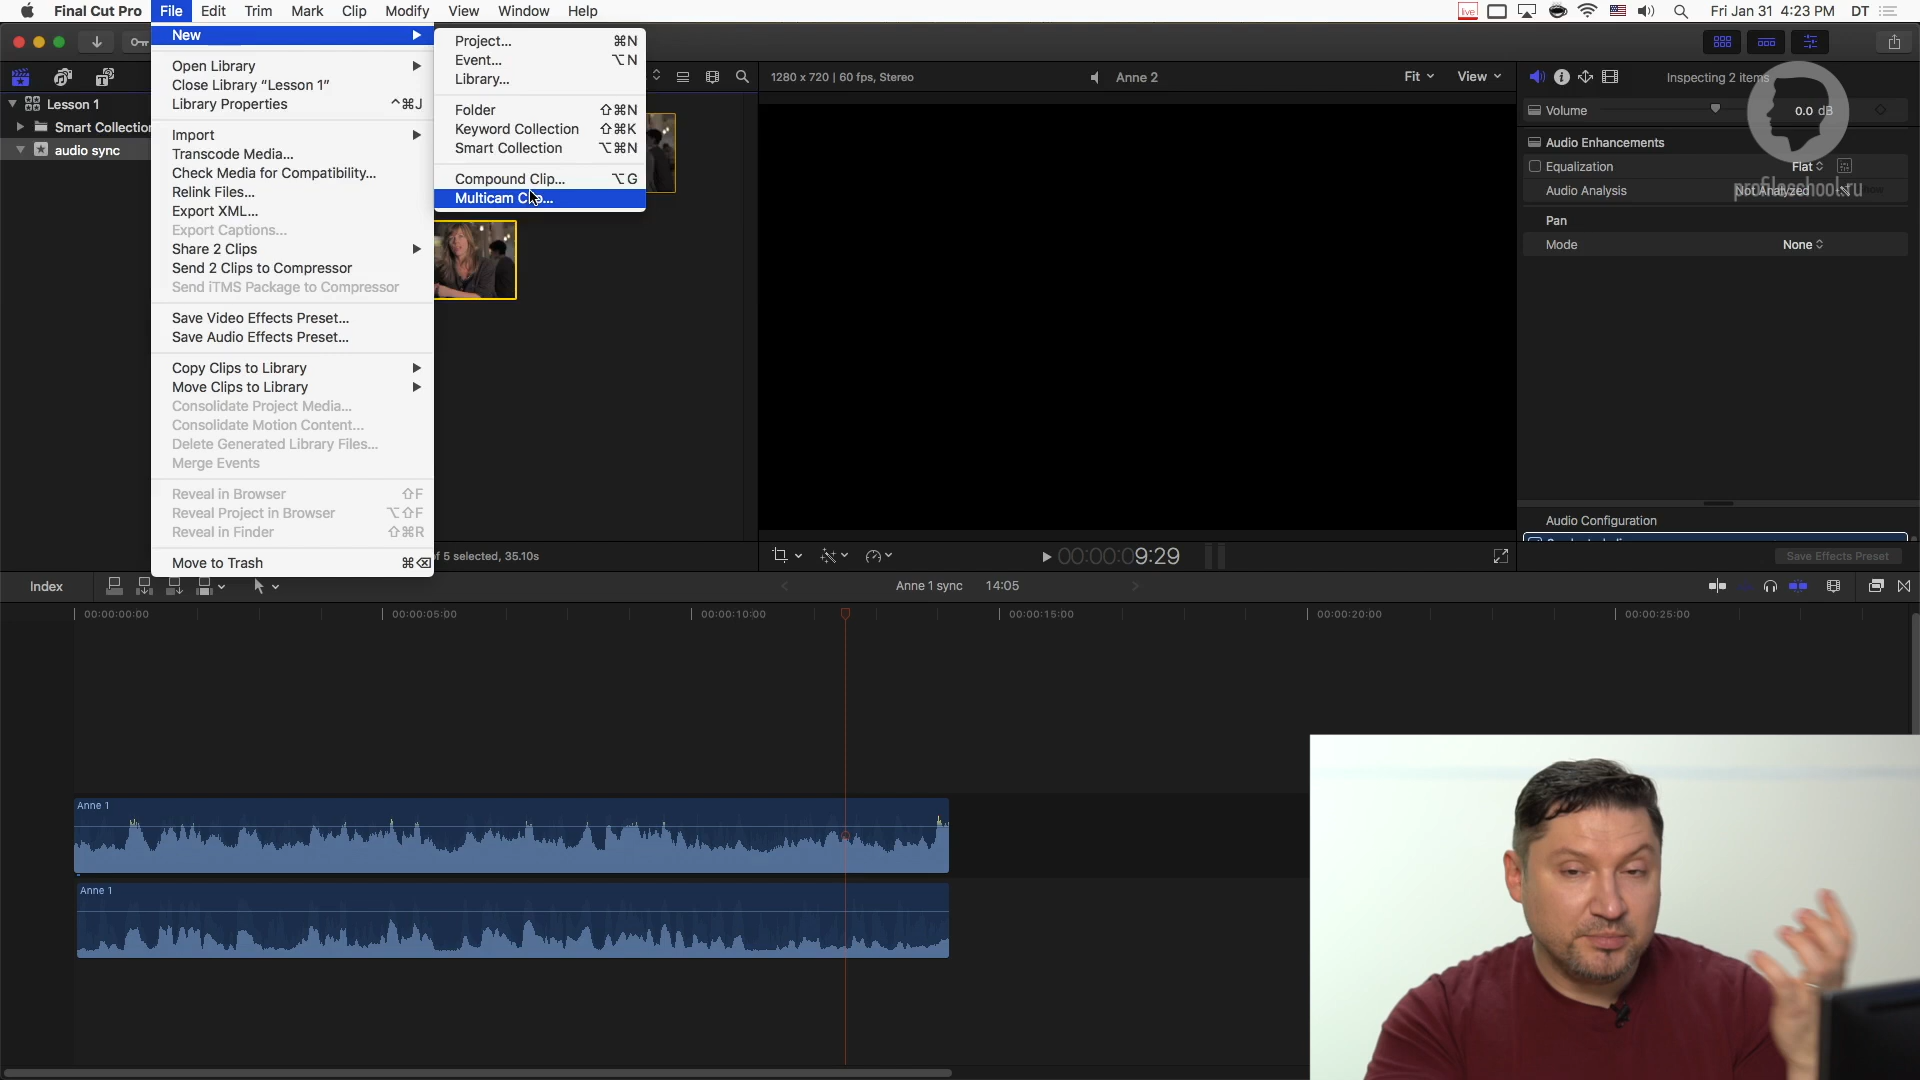 Final Cut Pro File Edit Trim Mark Clip Modify View Window Help
live Fri Jan 31 4:23 PM DT
New
Open Library
Close Library “Lesson 1”
Library Properties ^⌘J
Import
Transcode Media...
Check Media for Compatibility...
Relink Files...
Export XML...
Export Captions...
Share 2 Clips
Send 2 Clips to Compressor
Send iTMS Package to Compressor
Save Video Effects Preset...
Save Audio Effects Preset...
Copy Clips to Library
Move Clips to Library
Consolidate Project Media...
Consolidate Motion Content...
Delete Generated Library Files...
Merge Events
Reveal in Browser ⇧F
Reveal Project in Browser ⌥⇧F
Reveal in Finder ⇧⌘R
Move to Trash ⌘⌫
Project... ⌘N
Event... ⌥N
Library...
Folder ⇧⌘N
Keyword Collection ⇧⌘K
Smart Collection ⌥⌘N
Compound Clip... ⌥G
Multicam
Lesson 1
Smart Collection
audio sync
of 5 selected, 35.10s
1280 x 720 | 60 fps, Stereo
Anne 2
Fit
View
00:00:09:29
Inspecting 2 items
Volume 0.0 dB
Audio Enhancements
Equalization Flat
Audio Analysis Not Analyzed
profileschool.ru
Pan
Mode None
Audio Configuration
Save Effects Preset
Index
Anne 1 sync 14:05
00:00:00:00
00:00:05:00
00:00:10:00
00:00:15:00
00:00:20:00
00:00:25:00
Anne 1
Anne 1